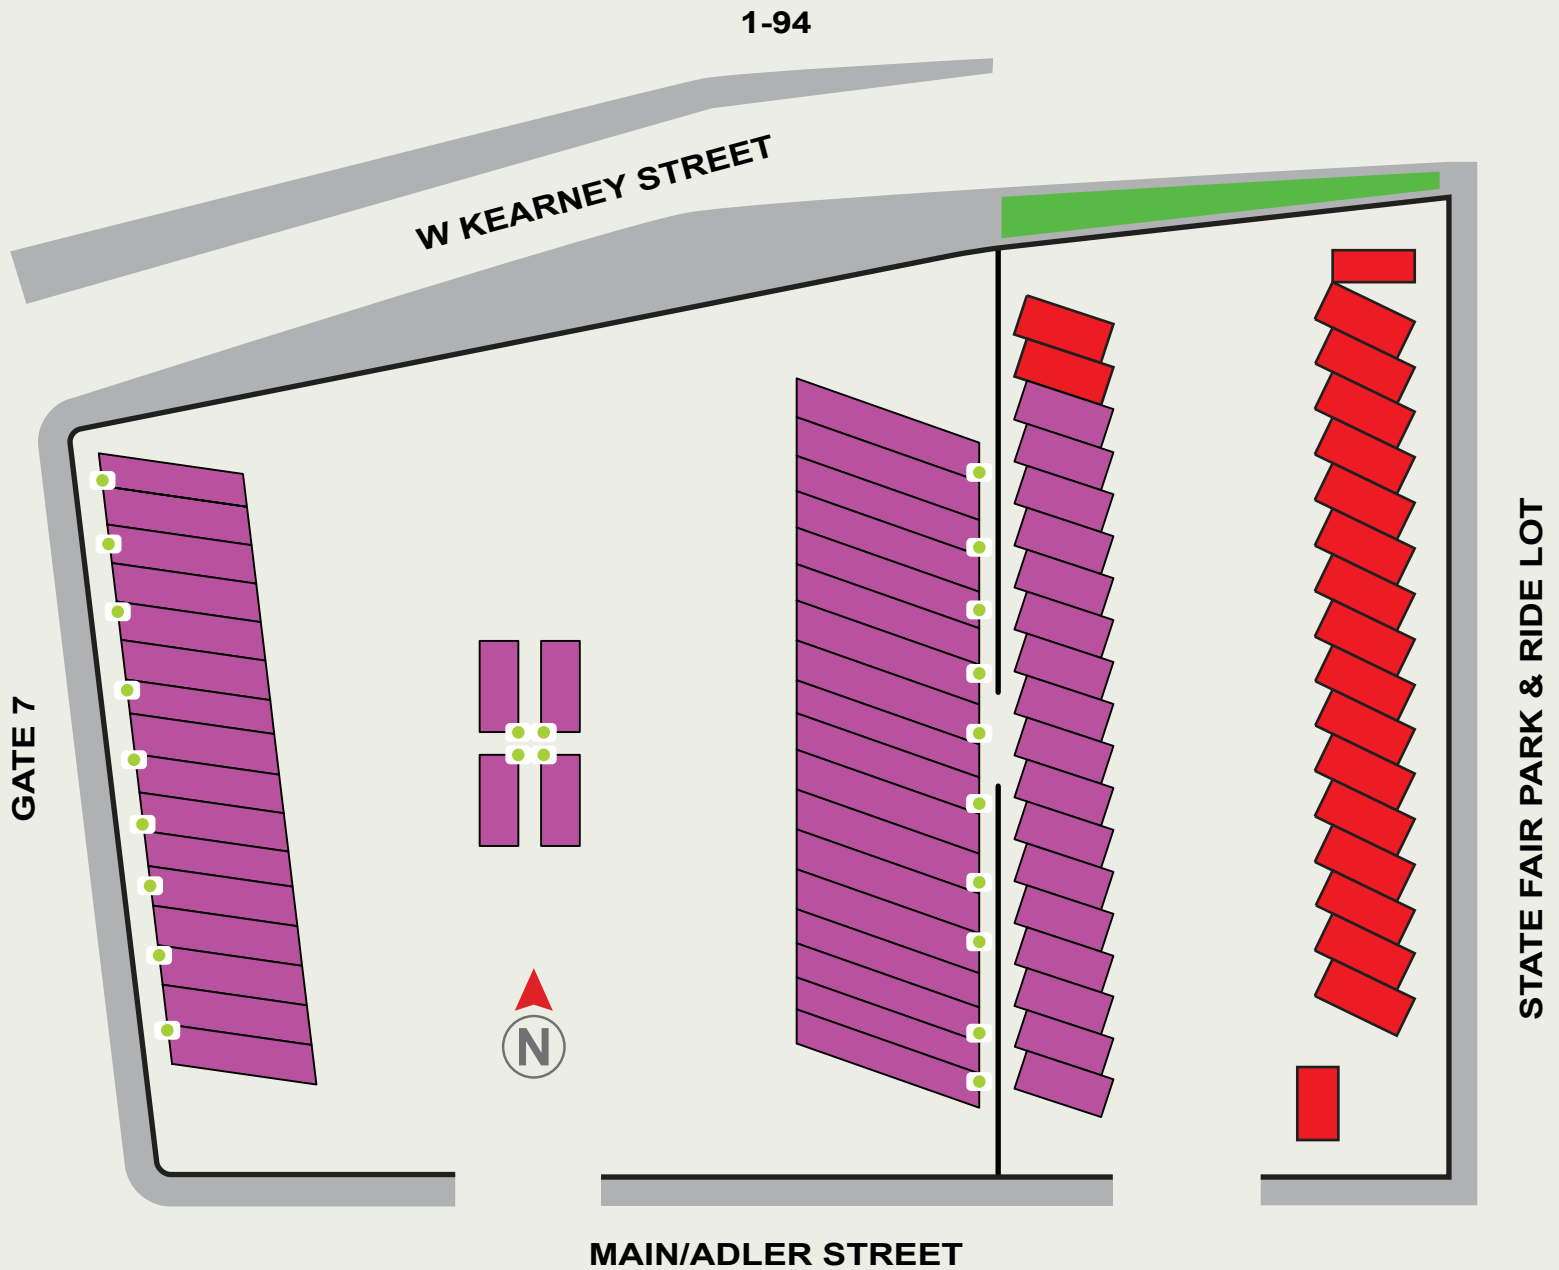 1-94
W KEARNEY STREET
GATE 7
STATE FAIR PARK & RIDE LOT
N
MAIN/ADLER STREET